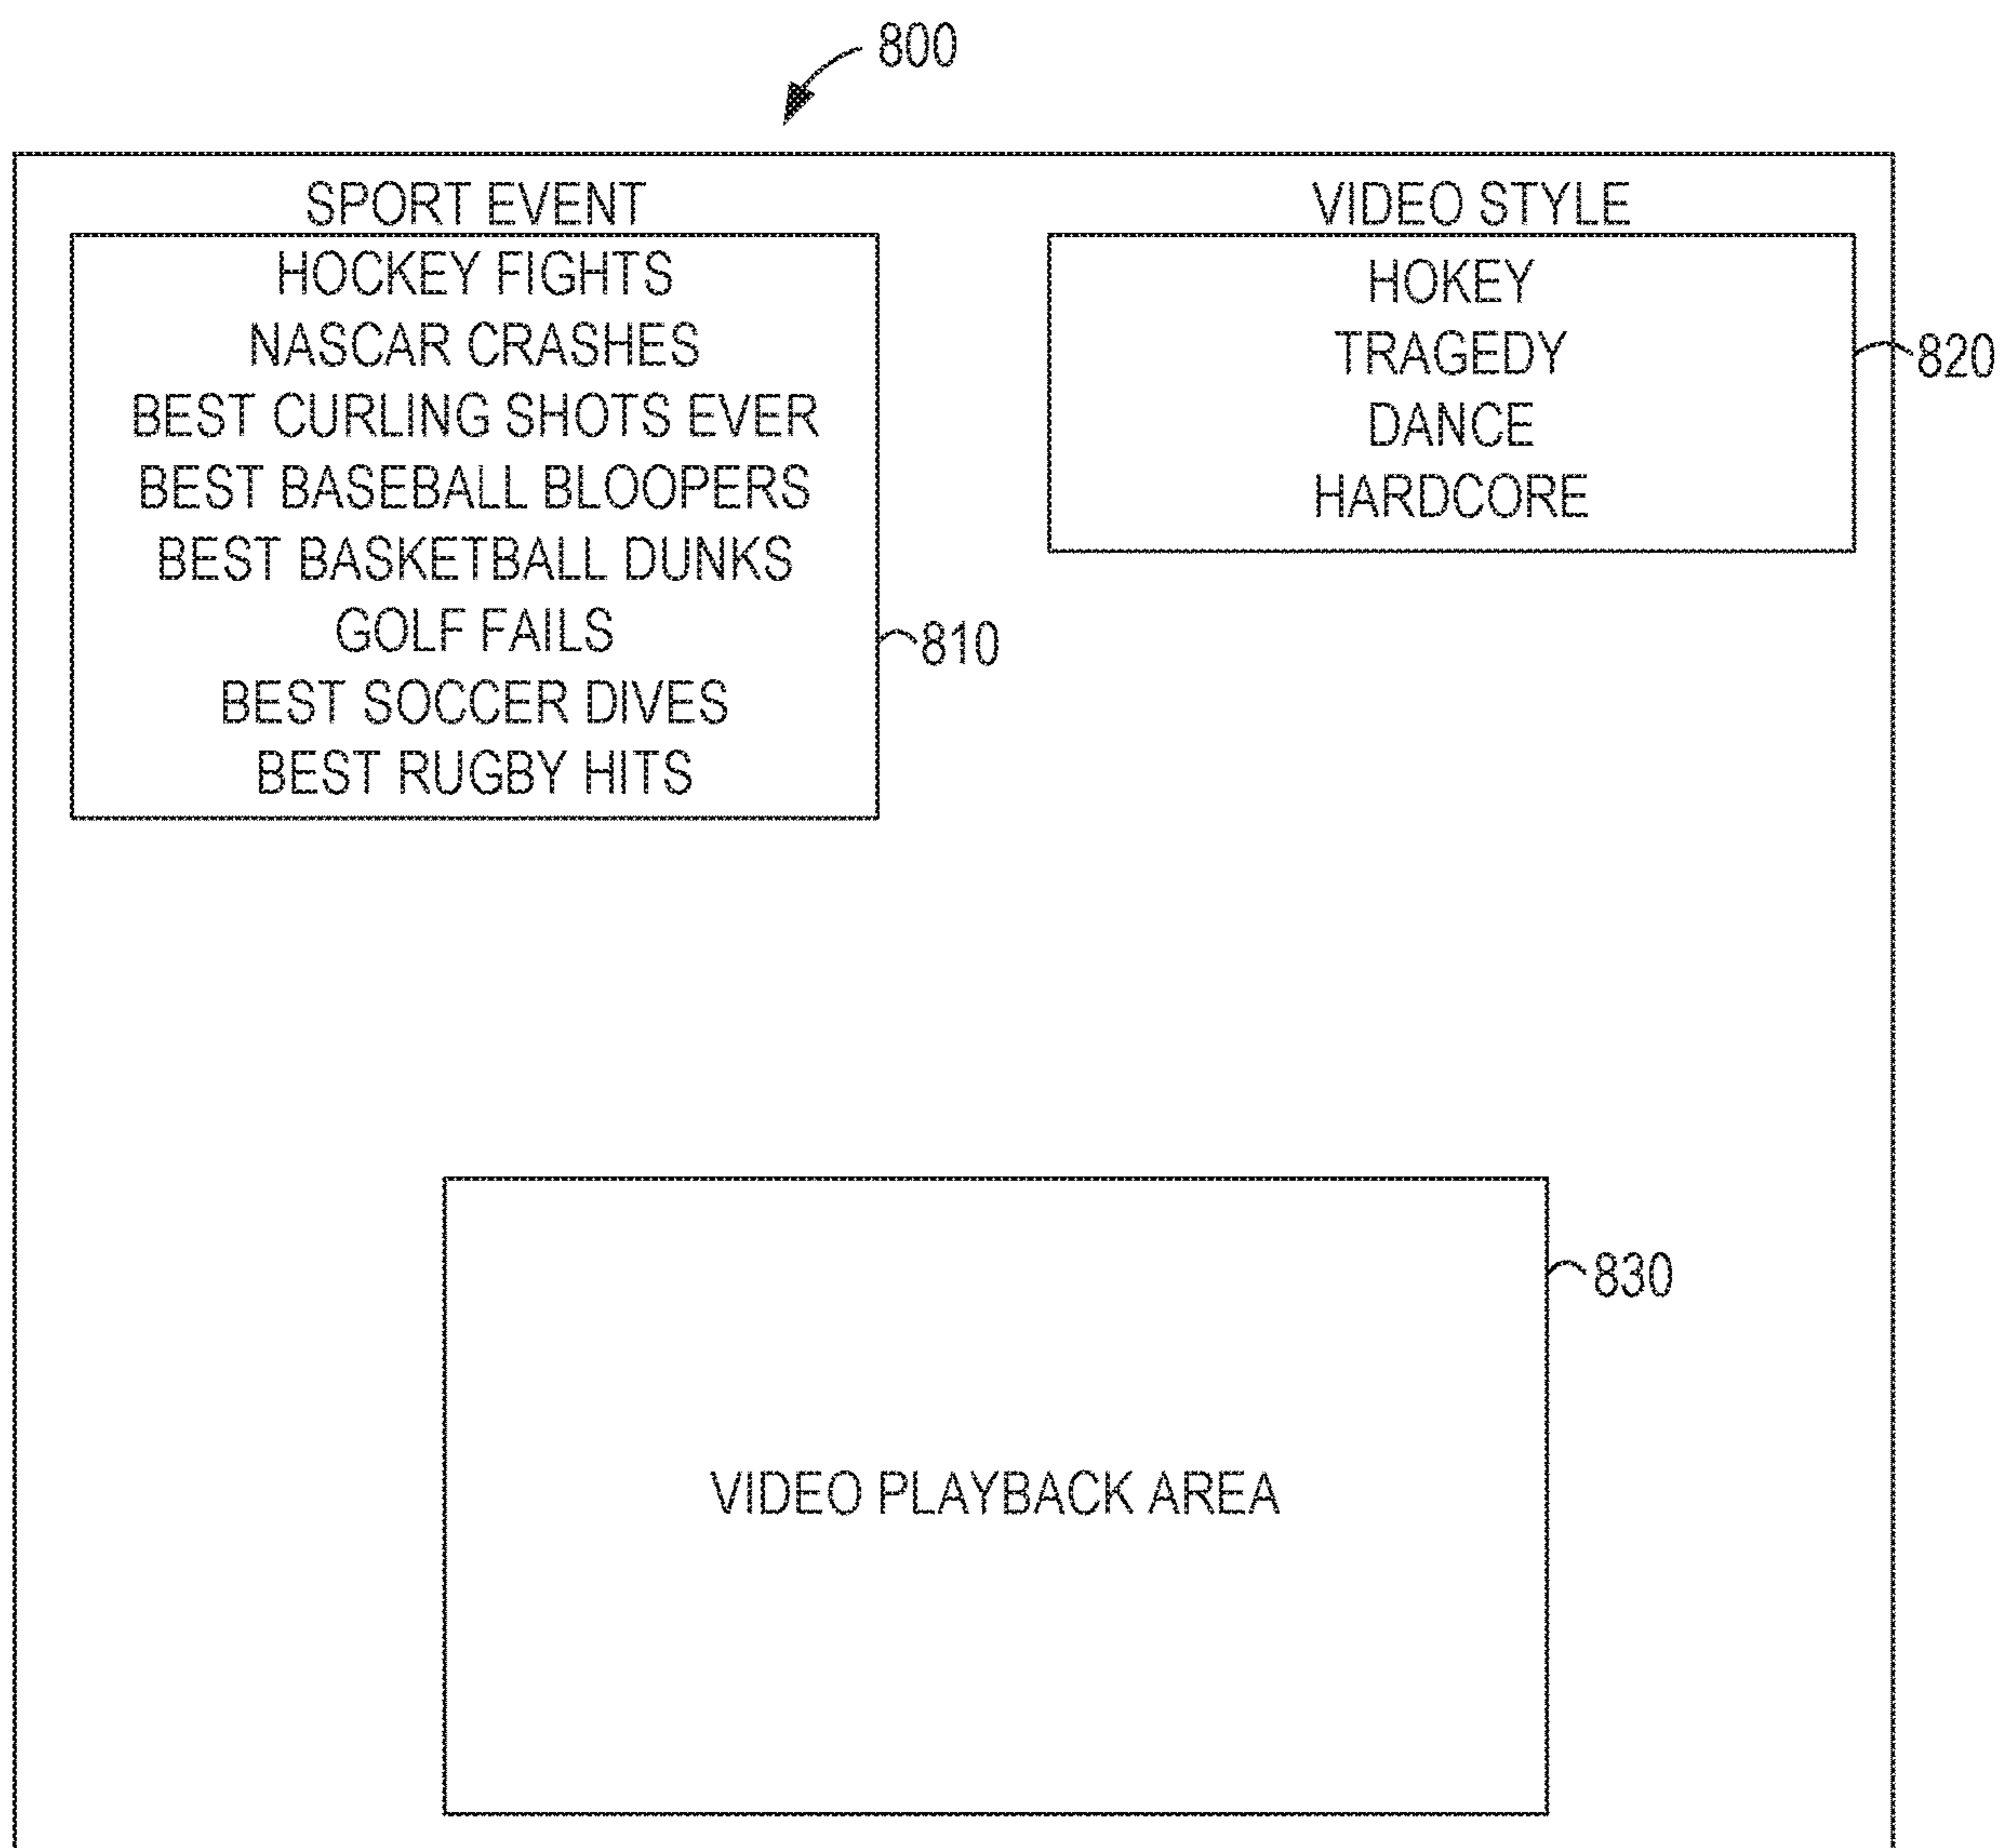 800
SPORT EVENT
HOCKEY FIGHTS
NASCAR CRASHES
BEST CURLING SHOTS EVER
BEST BASEBALL BLOOPERS
BEST BASKETBALL DUNKS
GOLF FAILS
BEST SOCCER DIVES
BEST RUGBY HITS
810
VIDEO STYLE
HOKEY
TRAGEDY
DANCE
HARDCORE
820
VIDEO PLAYBACK AREA
830